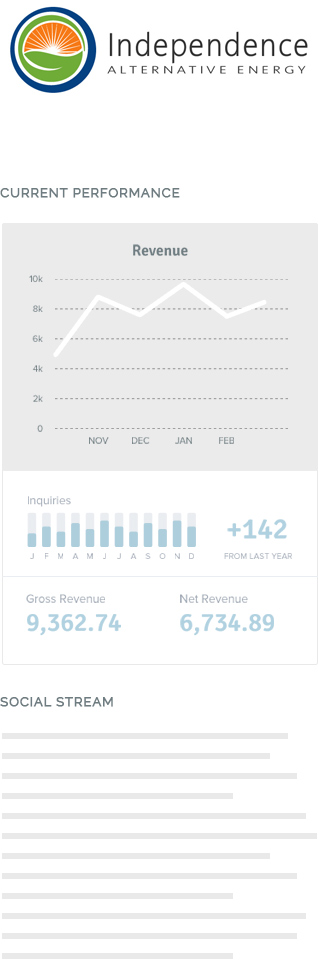 Independence
ALTERNATIVE ENERGY
CURRENT PERFORMANCE
Revenue
10k
8k
6k
4k
2k
0
NOV DEC JAN FEB
Inquiries
+142
J F M A M J J A S O N D
FROM LAST YEAR
Gross Revenue
Net Revenue
9,362.74
6,734.89
SOCIAL STREAM